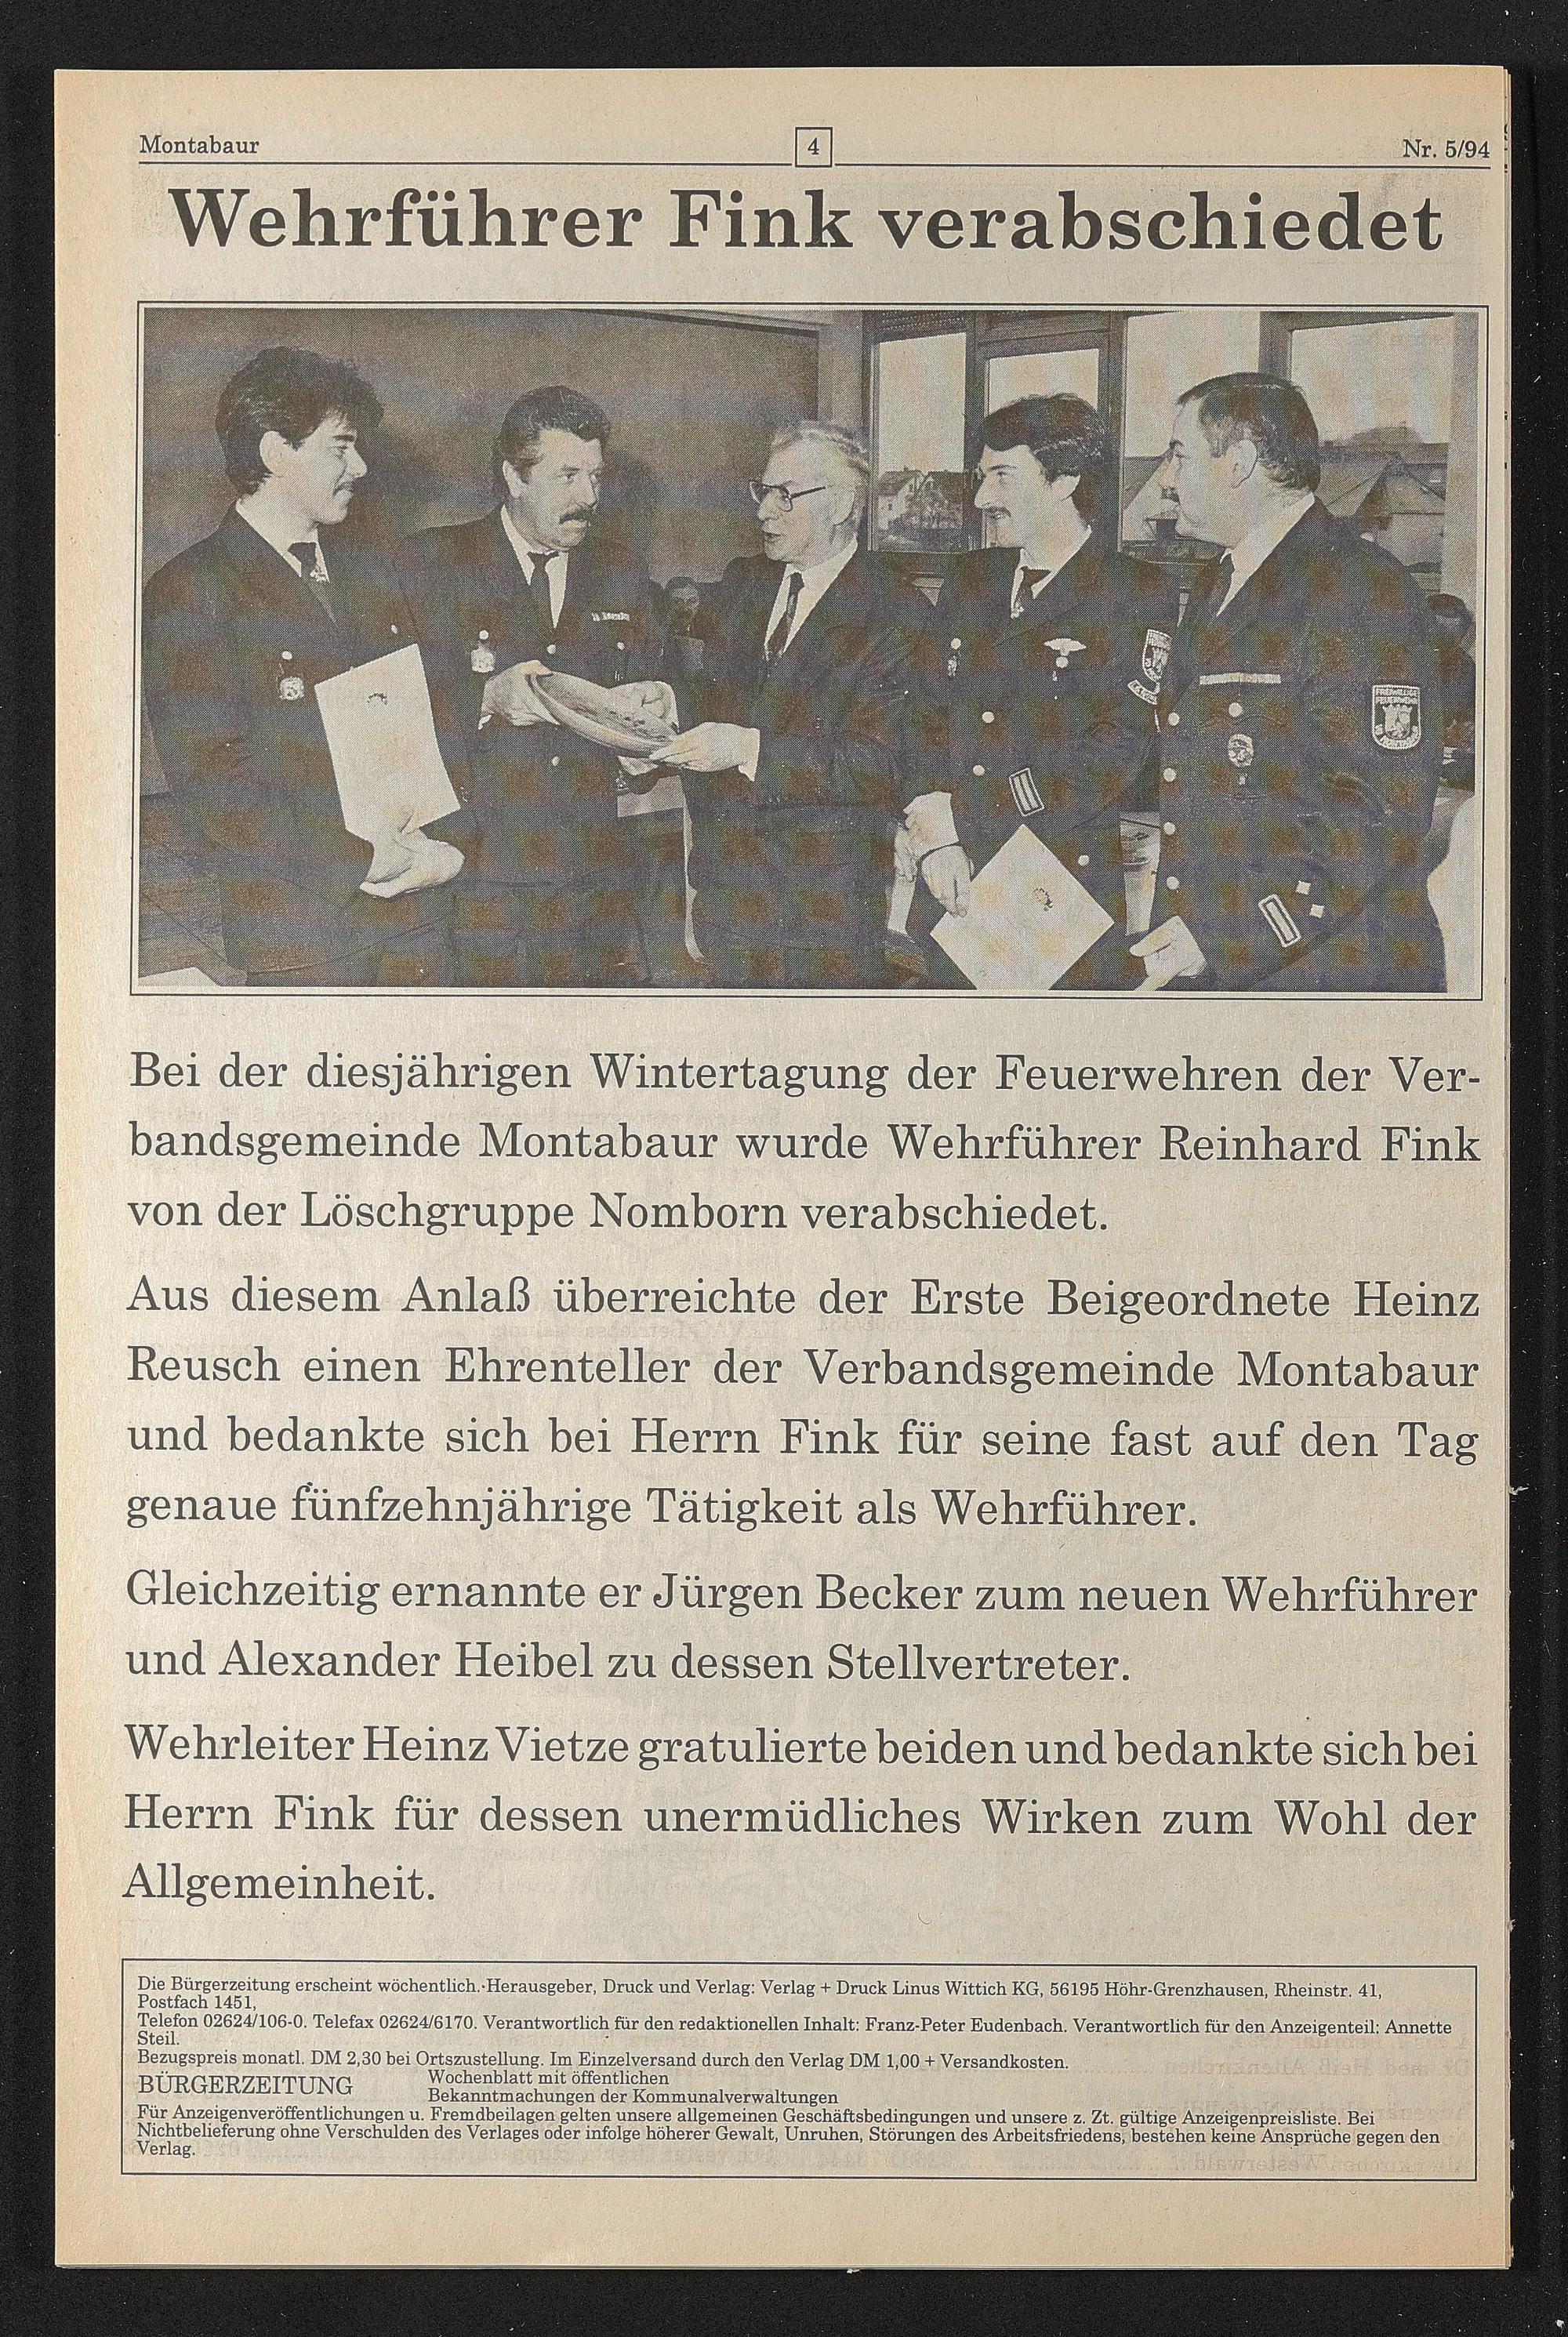 Montabaur
4
Nr. 5/94
Wehrführer Fink verabschiedet
FREIWILLIGE
FEUERWEHR
MONTABAUR
Bei der diesjährigen Wintertagung der Feuerwehren der Ver-
bandsgemeinde Montabaur wurde Wehrführer Reinhard Fink
von der Löschgruppe Nomborn verabschiedet.
Aus diesem Anlaß überreichte der Erste Beigeordnete Heinz
Reusch einen Ehrenteller der Verbandsgemeinde Montabaur
und bedankte sich bei Herrn Fink für seine fast auf den Tag
genaue fünfzehnjährige Tätigkeit als Wehrführer.
Gleichzeitig ernannte er Jürgen Becker zum neuen Wehrführer
und Alexander Heibel zu dessen Stellvertreter.
Wehrleiter Heinz Vietze gratulierte beiden und bedankte sich bei
Herrn Fink für dessen unermüdliches Wirken zum Wohl der
Allgemeinheit.
Die Bürgerzeitung erscheint wöchentlich. Herausgeber, Druck und Verlag: Verlag + Druck Linus Wittich KG, 56195 Höhr-Grenzhausen, Rheinstr. 41,
Postfach 1451,
Telefon 02624/106-0. Telefax 02624/6170. Verantwortlich für den redaktionellen Inhalt: Franz-Peter Eudenbach. Verantwortlich für den Anzeigenteil: Annette
Steil.
Bezugspreis monatl. DM 2,30 bei Ortszustellung. Im Einzelversand durch den Verlag DM 1,00 + Versandkosten.
BÜRGERZEITUNG
Wochenblatt mit öffentlichen
Bekanntmachungen der Kommunalverwaltungen
Für Anzeigenveröffentlichungen u. Fremdbeilagen gelten unsere allgemeinen Geschäftsbedingungen und unsere z. Zt. gültige Anzeigenpreisliste. Bei
Nichtbelieferung ohne Verschulden des Verlages oder infolge höherer Gewalt, Unruhen, Störungen des Arbeitsfriedens, bestehen keine Ansprüche gegen den
Verlag.